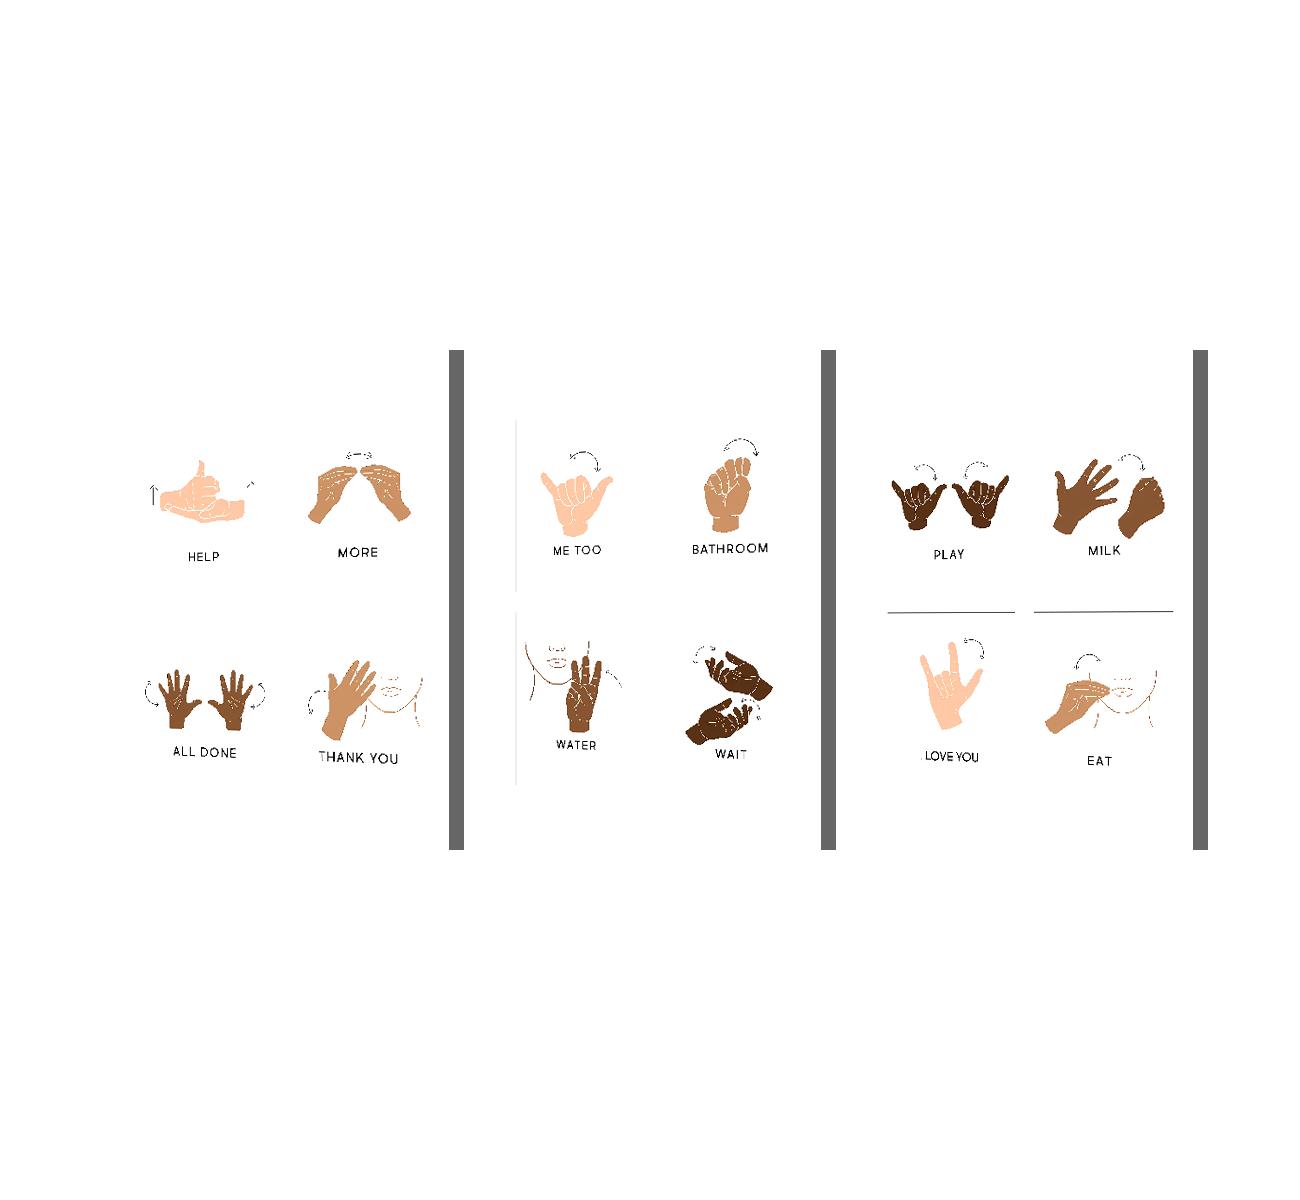 HELP
MORE
ALL DONE
THANK YOU
ME TOO
BATHROOM
WATER
WAIT
PLAY
MILK
LOVE YOU
EAT